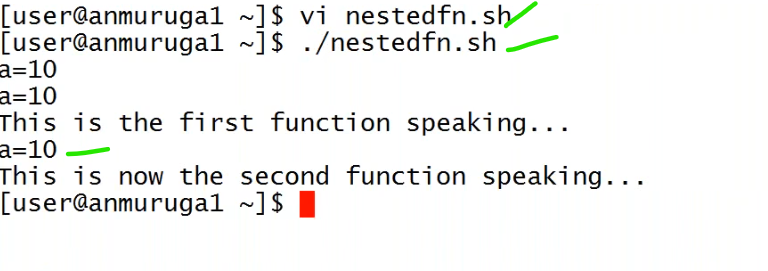 [user@anmuruga1 ~]$ vi nestedfn.sh
[user@anmuruga1 ~]$ ./nestedfn.sh
a=10
a=10
This is the first function speaking...
a=10
This is now the second function speaking...
[user@anmuruga1 ~]$